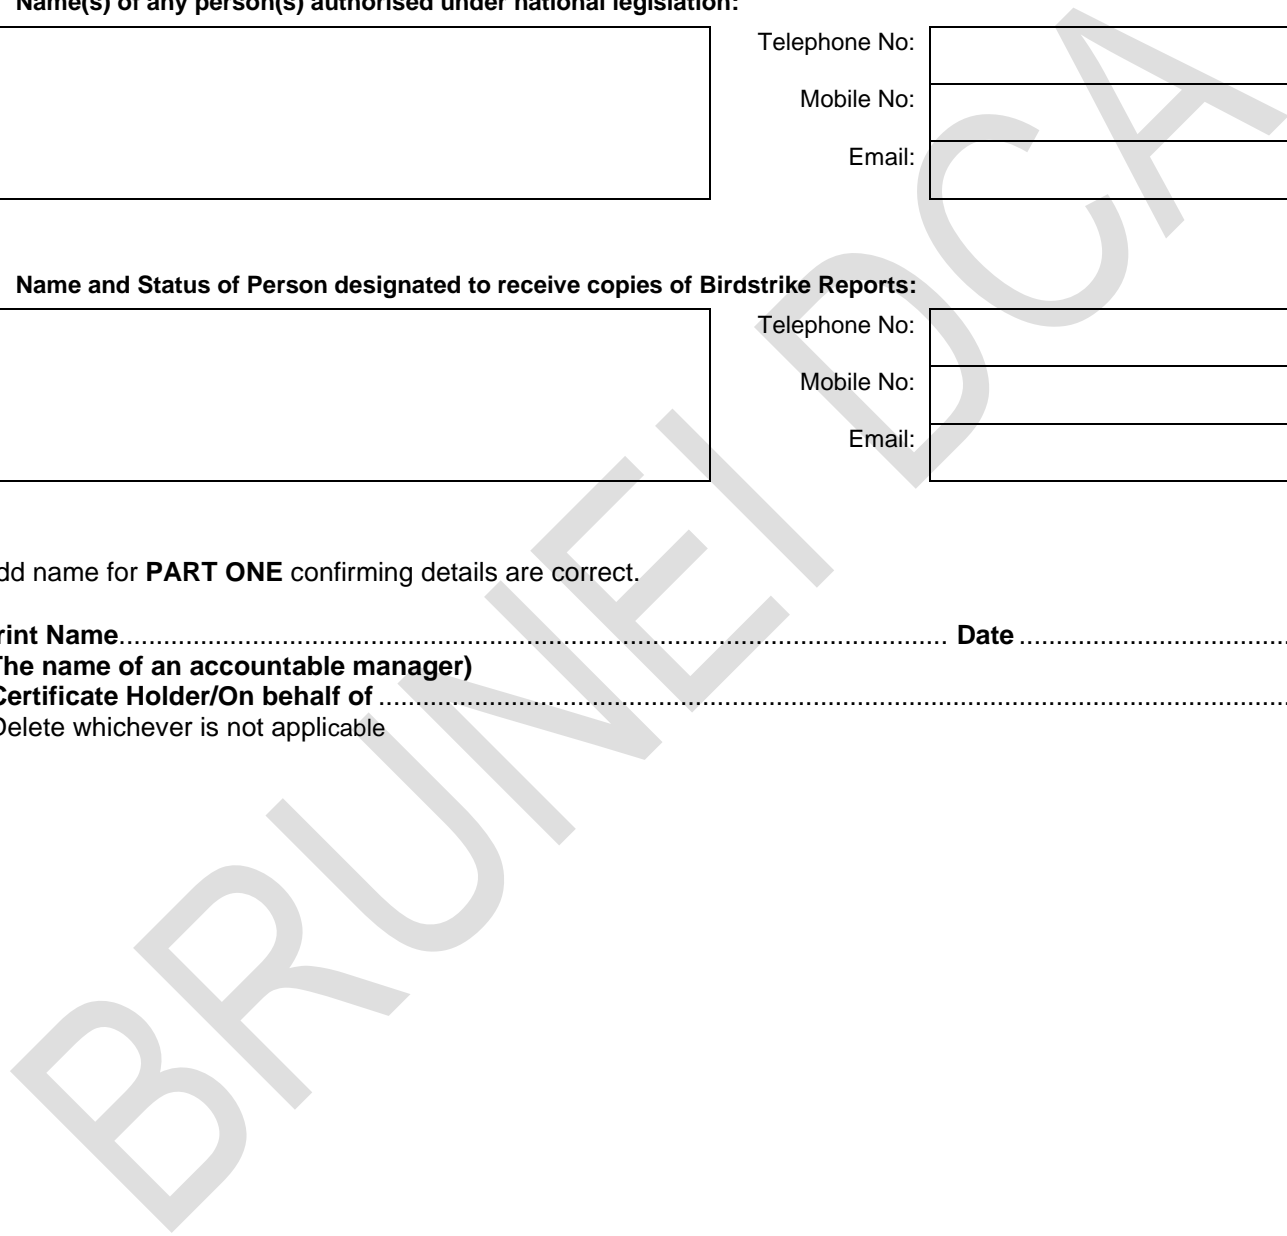 Name(s) of any person(s) authorised under national legislation:
Telephone No:
Mobile No:
Email:
Name and Status of Person designated to receive copies of Birdstrike Reports:
Telephone No:
Mobile No:
Email:
dd name for PART ONE confirming details are correct.
rint Name.......................................................................................................... Date ....................................
The name of an accountable manager)
Certificate Holder/On behalf of ....................................................................................................................
Delete whichever is not applicable
BRUNEI DCA